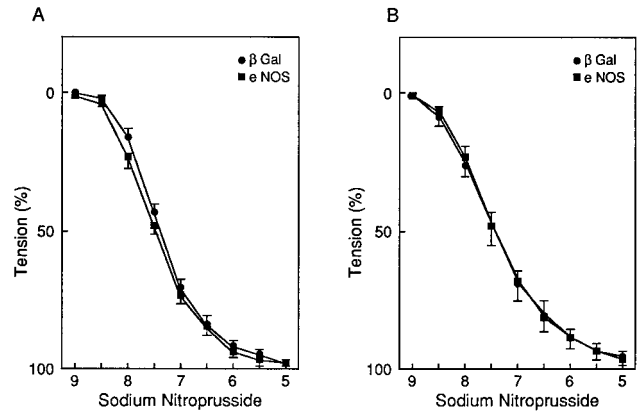 A
β Gal
e NOS
0
50
100
Tension (%)
9 8 7 6 5
Sodium Nitroprusside
B
β Gal
e NOS
0
50
100
Tension (%)
9 8 7 6 5
Sodium Nitroprusside